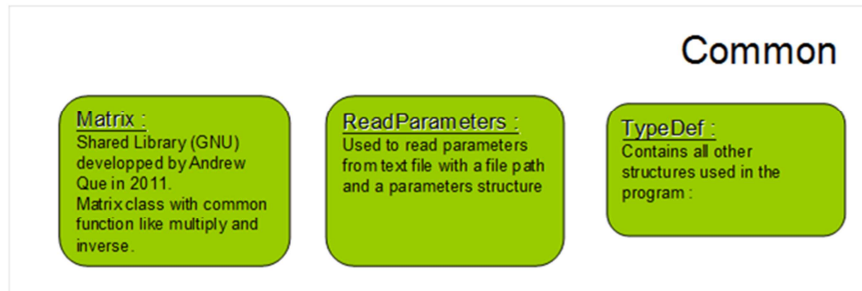 Common
Matrix :
Shared Library (GNU)
developped by Andrew
Que in 2011.
Matrix class with common
function like multiply and
inverse.
ReadParameters :
Used to read parameters
from text file with a file path
and a parameters structure
TypeDef :
Contains all other
structures used in the
program :